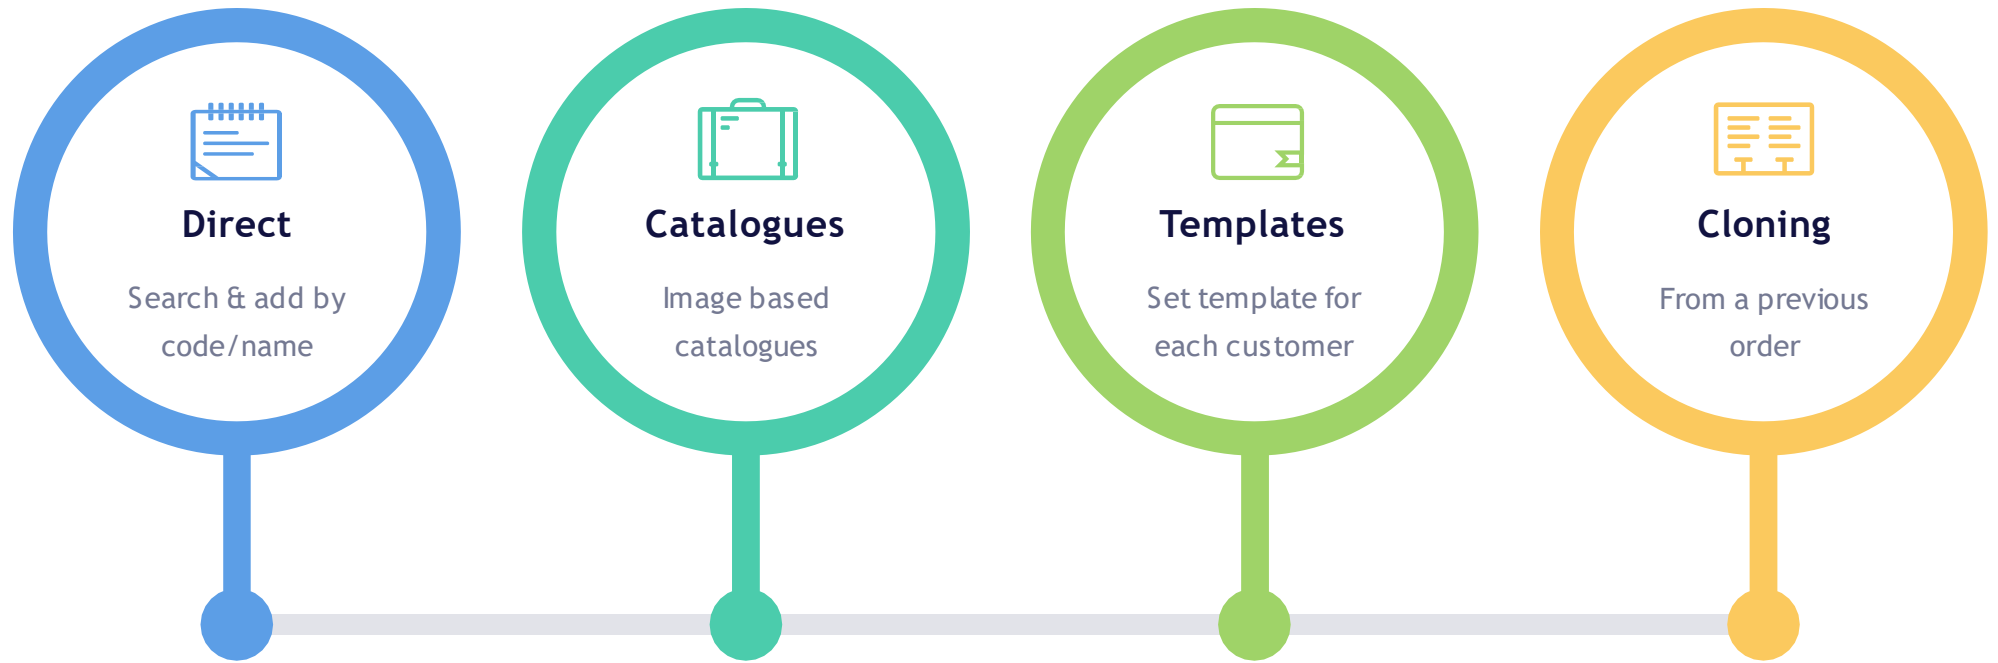 Direct
Search & add by
code/name
Catalogues
Image based
catalogues
Templates
Set template for
each customer
Cloning
From a previous
order